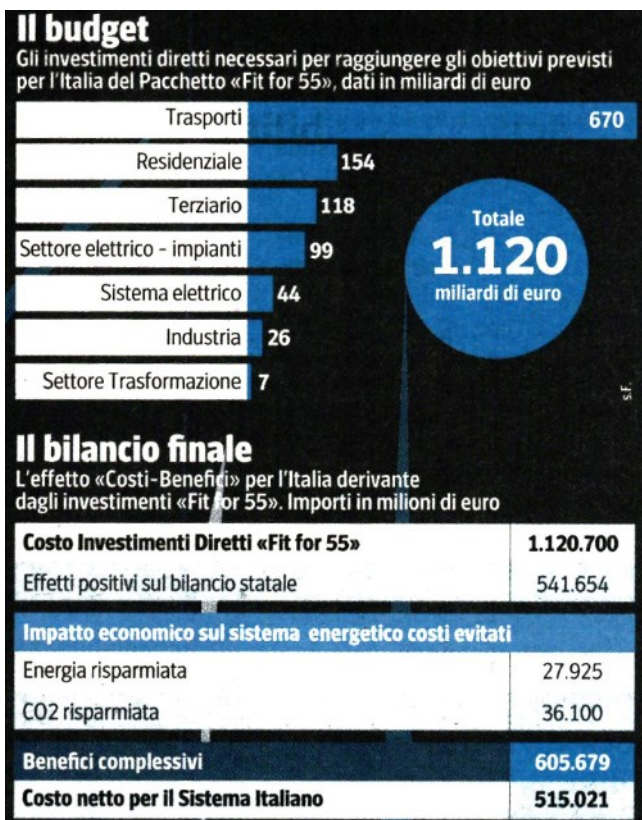 Il budget
Gli investimenti diretti necessari per raggiungere gli obiettivi previsti
per l'Italia del Pacchetto «Fit for 55», dati in miliardi di euro
Trasporti 670
Residenziale 154
Terziario 118
Settore elettrico - impianti 99
Sistema elettrico 44
Industria 26
Settore Trasformazione 7
Totale
1.120
miliardi di euro
s.F.
Il bilancio finale
L'effetto «Costi-Benefici» per l'Italia derivante
dagli investimenti «Fit for 55». Importi in milioni di euro
Costo Investimenti Diretti «Fit for 55» 1.120.700
Effetti positivi sul bilancio statale 541.654
Impatto economico sul sistema energetico costi evitati
Energia risparmiata 27.925
CO2 risparmiata 36.100
Benefici complessivi 605.679
Costo netto per il Sistema Italiano 515.021